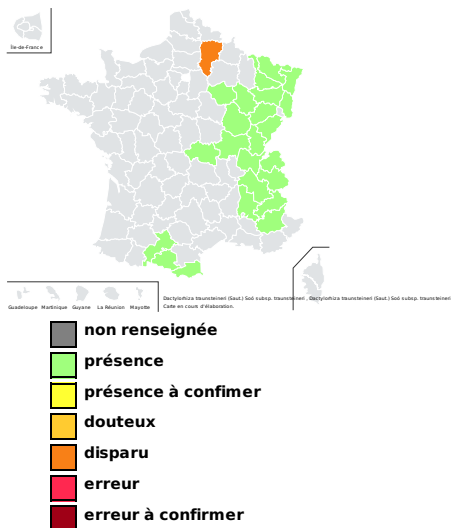 Île-de-France
Guadeloupe Martinique Guyane La Réunion Mayotte
Dactylorhiza traunsteineri (Saut.) Soó subsp. traunsteineri , Dactylorhiza traunsteineri (Saut.) Soó subsp. traunsteineri
Carte en cours d'élaboration.
non renseignée
présence
présence à confimer
douteux
disparu
erreur
erreur à confirmer